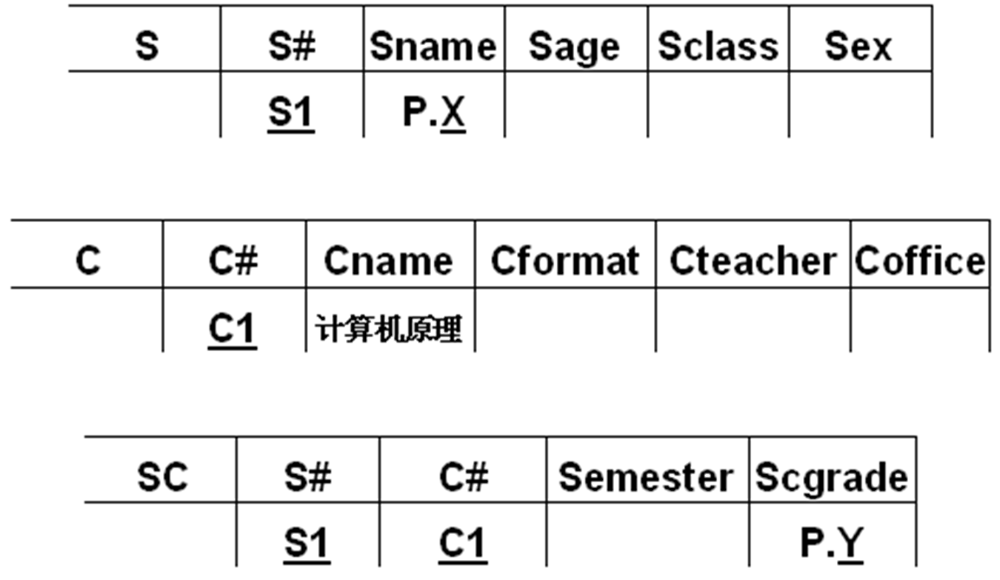 S S# Sname Sage Sclass Sex
S1 P.X
C C# Cname Cformat Cteacher Coffice
C1 计算机原理
SC S# C# Semester Scgrade
S1 C1 P.Y